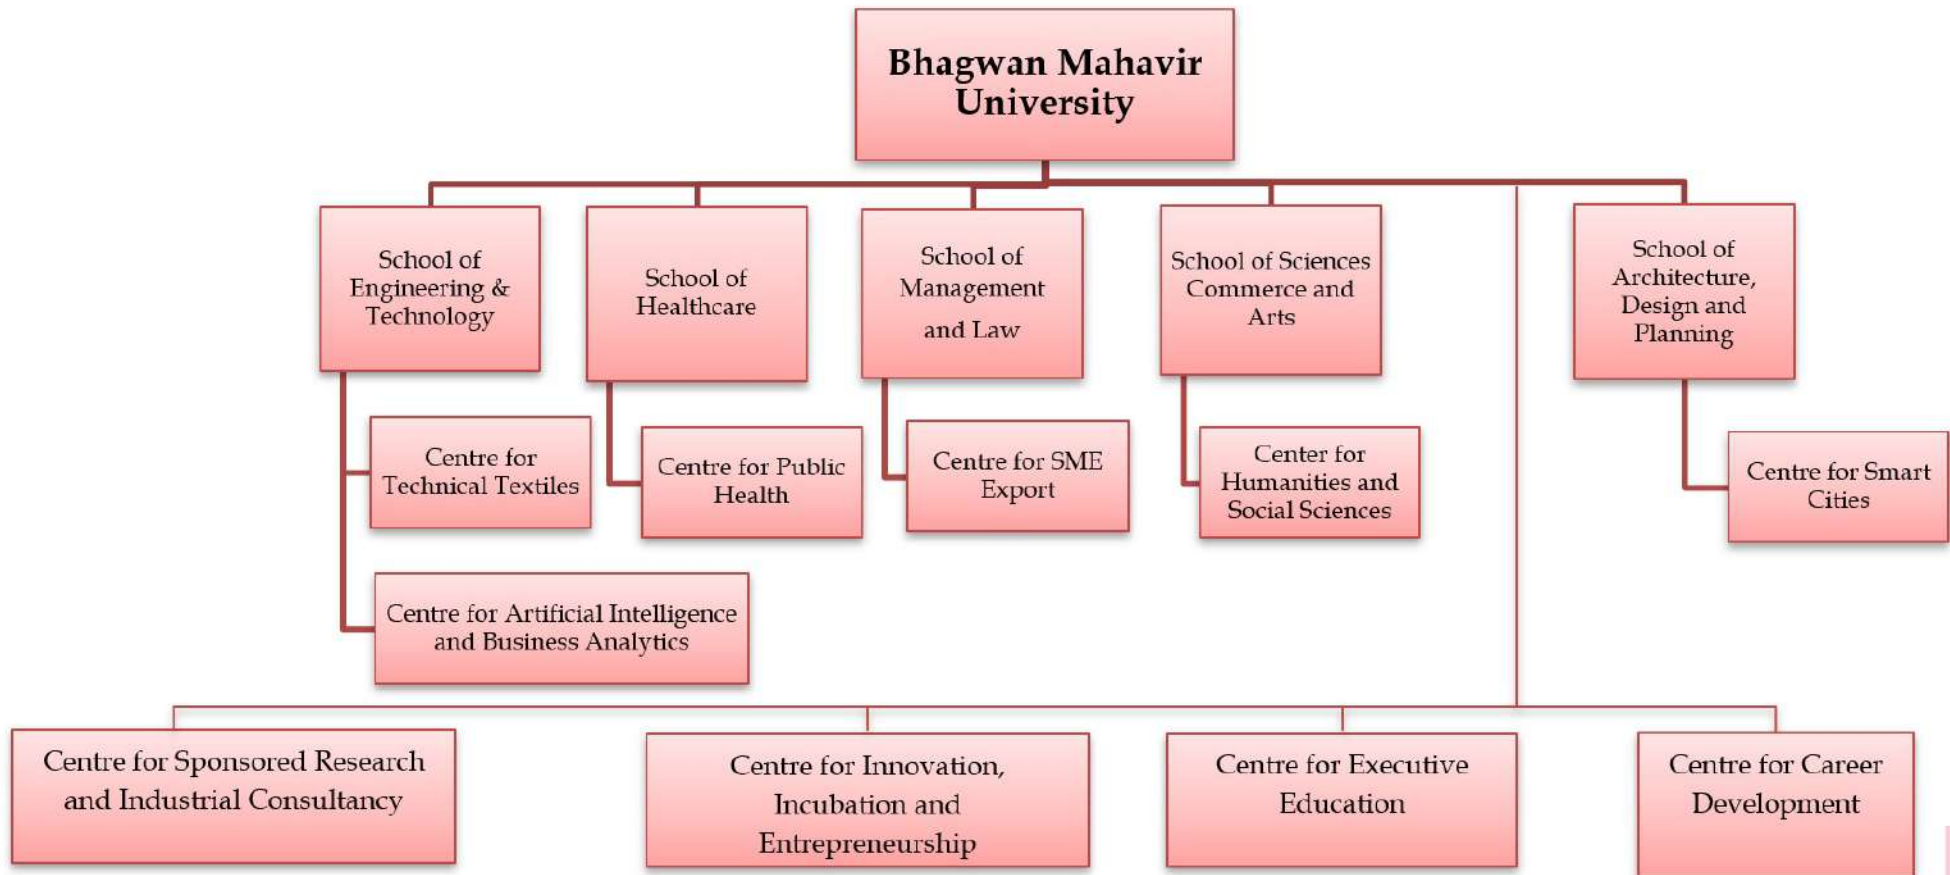 Bhagwan Mahavir
University
School of
Engineering &
Technology
School of
Healthcare
School of
Management
and Law
School of Sciences
Commerce and
Arts
School of
Architecture,
Design and
Planning
Centre for
Technical Textiles
Centre for Public
Health
Centre for SME
Export
Center for
Humanities and
Social Sciences
Centre for Smart
Cities
Centre for Artificial Intelligence
and Business Analytics
Centre for Sponsored Research
and Industrial Consultancy
Centre for Innovation,
Incubation and
Entrepreneurship
Centre for Executive
Education
Centre for Career
Development